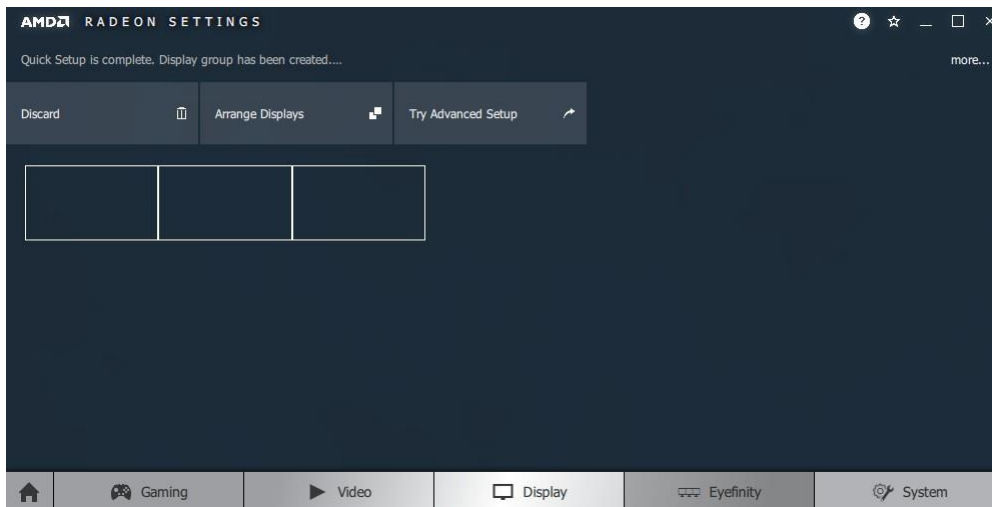 AMD RADEON SETTINGS
Quick Setup is complete. Display group has been created....
more...
Discard
Arrange Displays
Try Advanced Setup
Gaming
Video
Display
Eyefinity
System